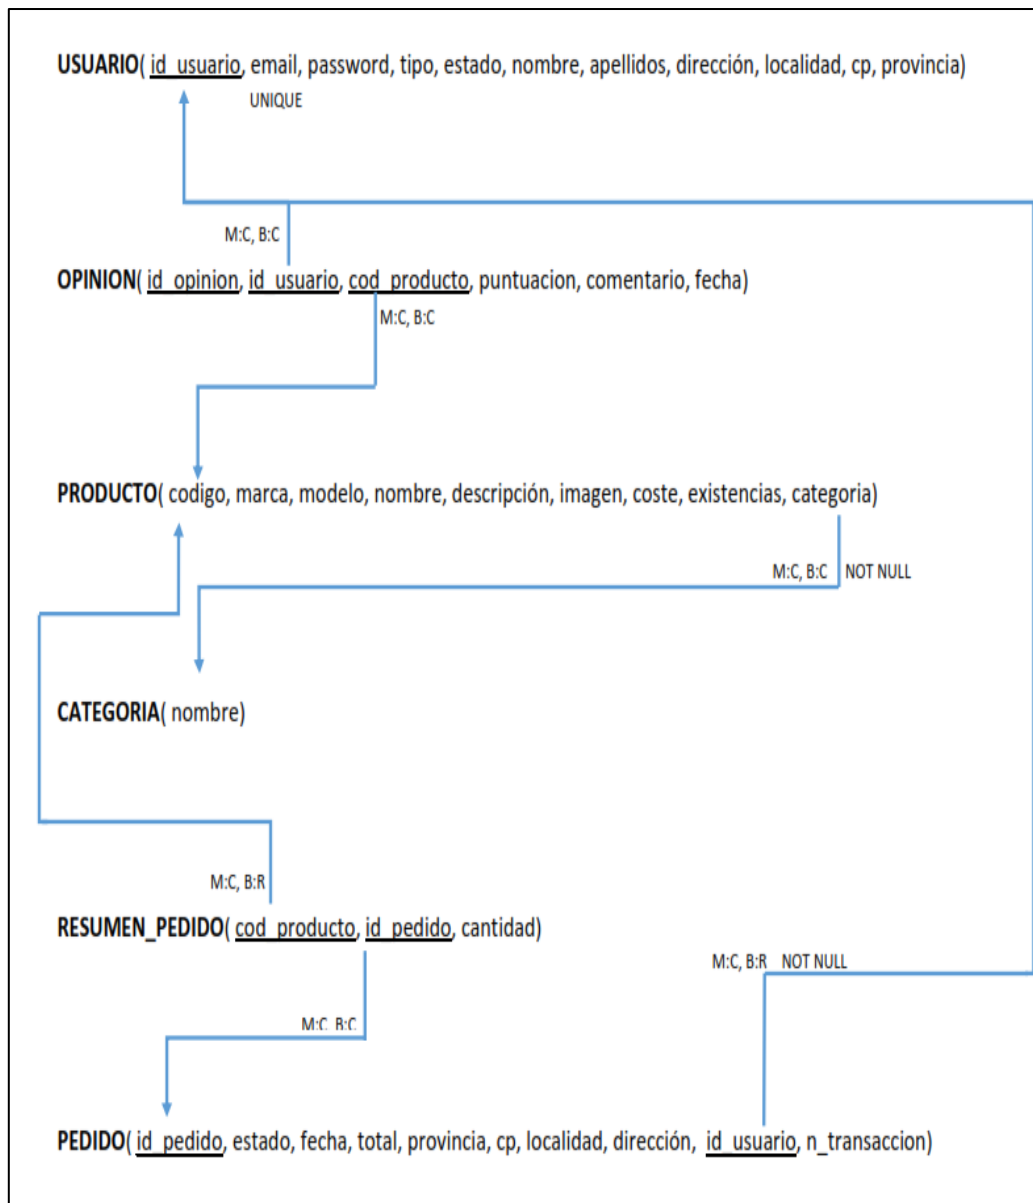 USUARIO( id_usuario, email, password, tipo, estado, nombre, apellidos, dirección, localidad, cp, provincia)
UNIQUE
M:C, B:C
OPINION( id_opinion, id_usuario, cod_producto, puntuacion, comentario, fecha)
M:C, B:C
PRODUCTO( codigo, marca, modelo, nombre, descripción, imagen, coste, existencias, categoria)
M:C, B:C NOT NULL
CATEGORIA( nombre)
M:C, B:R
RESUMEN_PEDIDO( cod_producto, id_pedido, cantidad)
M:C, B:R NOT NULL
M:C, B:C
PEDIDO( id_pedido, estado, fecha, total, provincia, cp, localidad, dirección, id_usuario, n_transaccion)